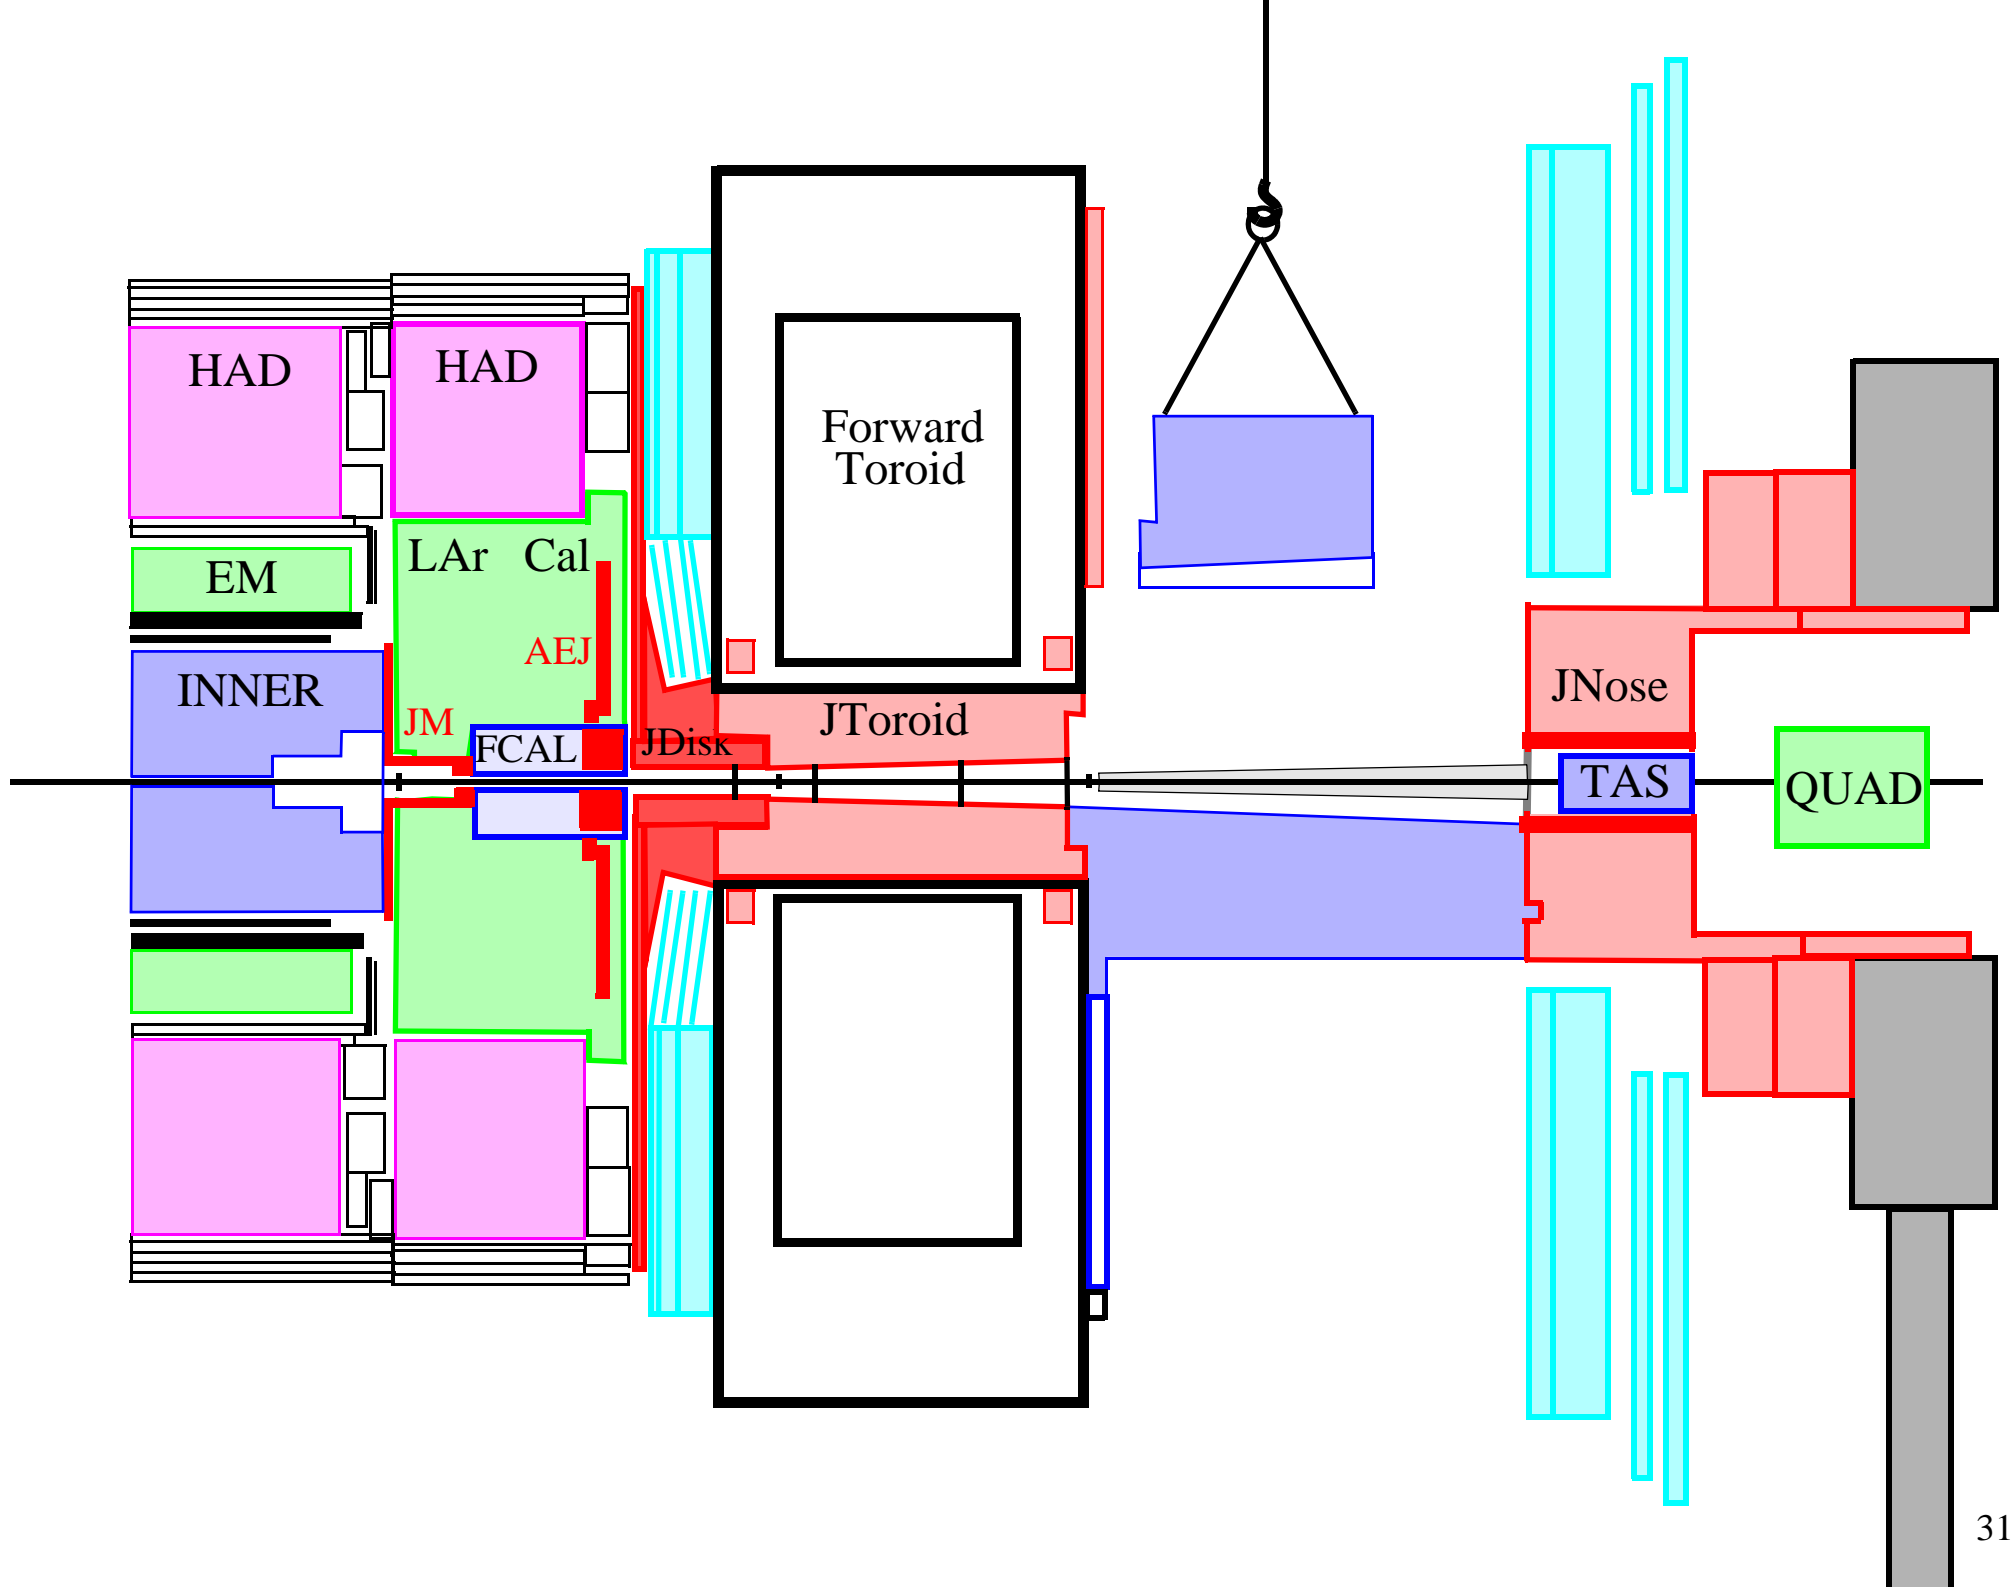 HAD
HAD
Forward
Toroid
LAr Cal
EM
AEJ
INNER
JM
JNose
JToroid
FCAL
JDisk
TAS
QUAD
31